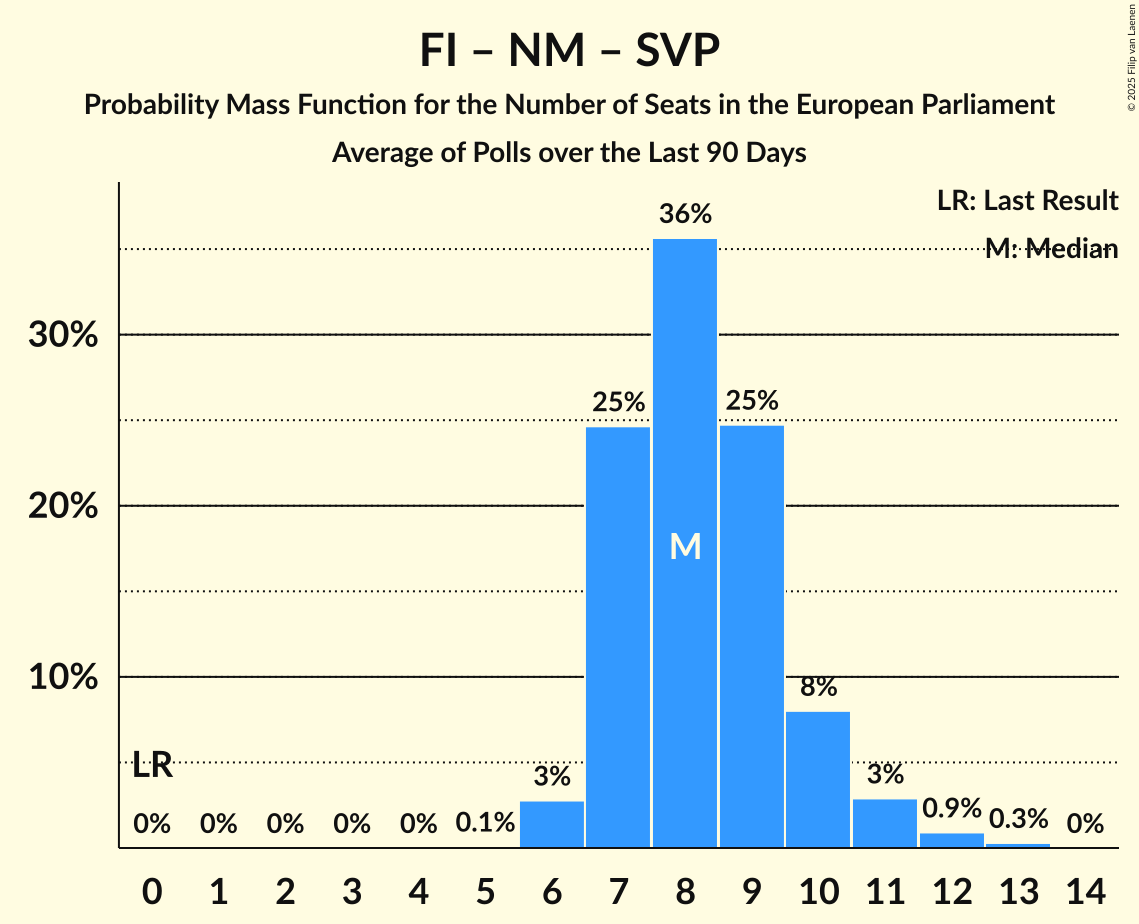 FI – NM – SVP
Probability Mass Function for the Number of Seats in the European Parliament
Average of Polls over the Last 90 Days
© 2025 Filip van Laenen
LR: Last Result
M: Median
36%
30%
25%
25%
20%
M
10%
8%
LR
3%
3%
0%
0%
0%
0%
0%
0.1%
0.9%
0.3%
0%
0 1 2 3 4 5 6 7 8 9 10 11 12 13 14